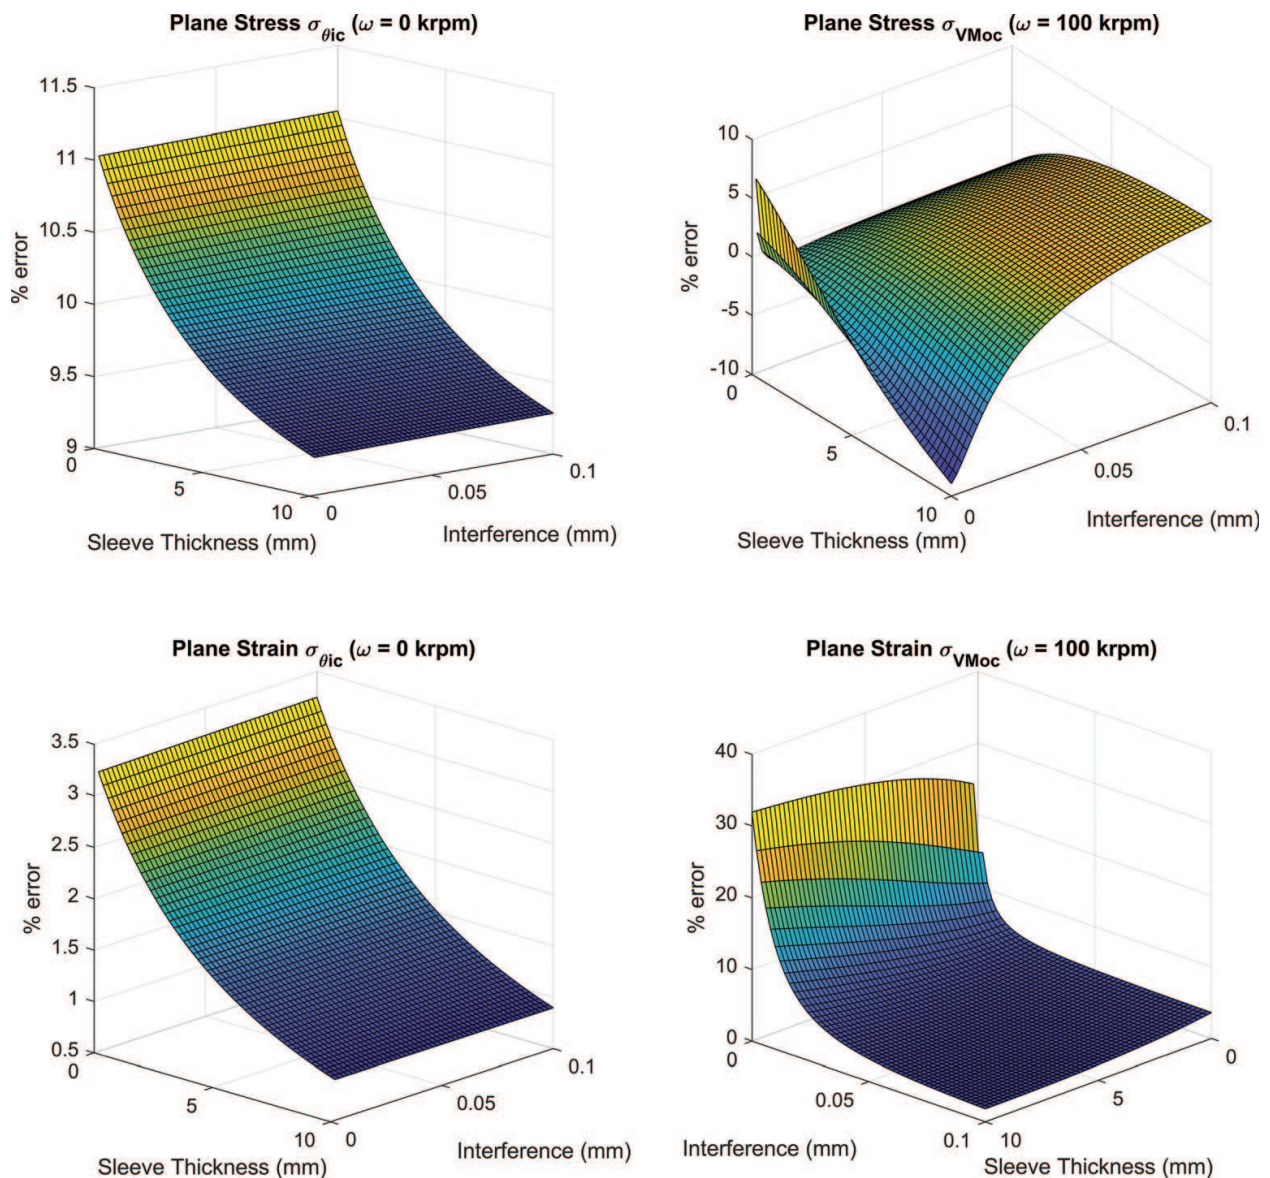 Plane Stress σθic (ω = 0 krpm)
11.5
11
10.5
10
9.5
9
% error
0
5
10
Sleeve Thickness (mm)
0
0.05
0.1
Interference (mm)
Plane Stress σVMoc (ω = 100 krpm)
10
5
0
-5
-10
% error
0
5
10
Sleeve Thickness (mm)
0
0.05
0.1
Interference (mm)
Plane Strain σθic (ω = 0 krpm)
3.5
3
2.5
2
1.5
1
0.5
% error
0
5
10
Sleeve Thickness (mm)
0
0.05
0.1
Interference (mm)
Plane Strain σVMoc (ω = 100 krpm)
40
30
20
10
0
% error
0
0.05
0.1
Interference (mm)
10
5
0
Sleeve Thickness (mm)